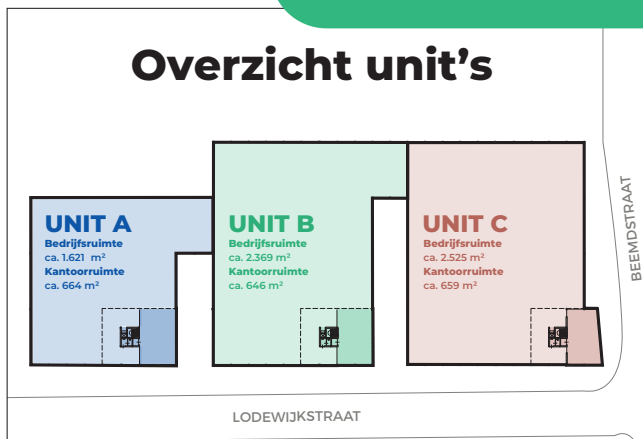 Overzicht unit's
UNIT A
Bedrijfsruimte
ca. 1.621 m²
Kantoorruimte
ca. 664 m²
UNIT B
Bedrijfsruimte
ca. 2.369 m²
Kantoorruimte
ca. 646 m²
UNIT C
Bedrijfsruimte
ca. 2.525 m²
Kantoorruimte
ca. 659 m²
BEEMDSTRAAT
LODEWIJKSTRAAT